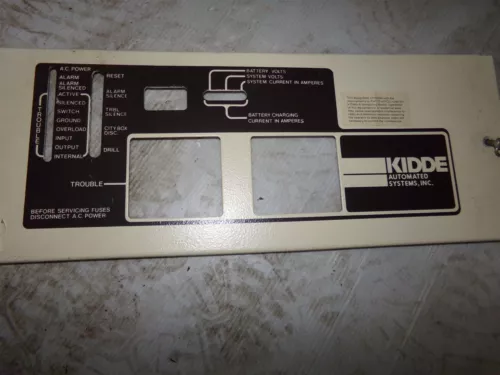 A.C. POWER
ALARM
ALARM
SILENCED
ACTIVE
SILENCED
SWITCH
GROUND
OVERLOAD
INPUT
OUTPUT
INTERNAL
TROUBLE
RESET
ALARM
SILENCE
TRBL
SILENCE
CITY BOX
DISC
DRILL
BATTERY VOLTS
SYSTEM VOLTS
SYSTEM CURRENT IN AMPERES
BATTERY CHARGING
CURRENT IN AMPERES
TROUBLE
KIDDE
AUTOMATED
SYSTEMS, INC.
BEFORE SERVICING FUSES
DISCONNECT A.C. POWER